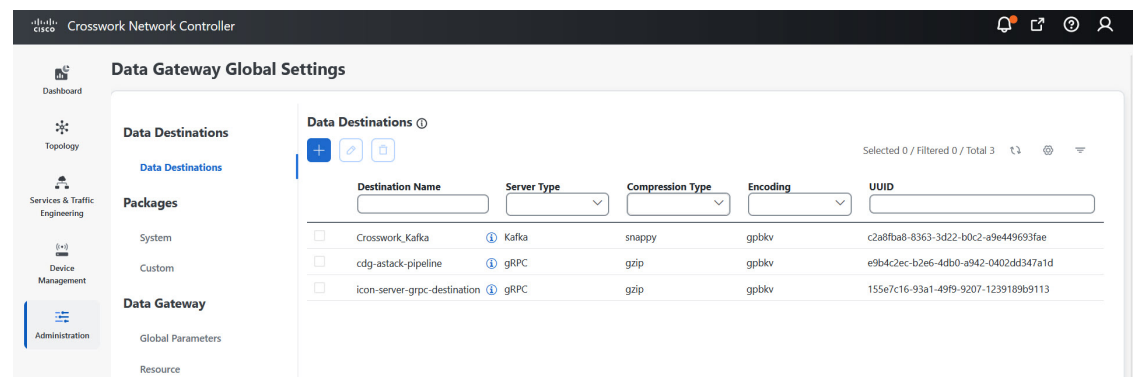 cisco Crosswork Network Controller
Data Gateway Global Settings
Dashboard
Topology
Services & Traffic
Engineering
Device
Management
Administration
Data Destinations
Data Destinations
Packages
System
Custom
Data Gateway
Global Parameters
Resource
Data Destinations
Selected 0 / Filtered 0 / Total 3
Destination Name Server Type Compression Type Encoding UUID
Crosswork_Kafka Kafka snappy gpbkv c2a8fba8-8363-3d22-b0c2-a9e449693fae
cdg-astack-pipeline gRPC gzip gpbkv e9b4c2ec-b2e6-4db0-a942-0402dd347a1d
icon-server-grpc-destination gRPC gzip gpbkv 155e7c16-93a1-49f9-9207-1239189b9113